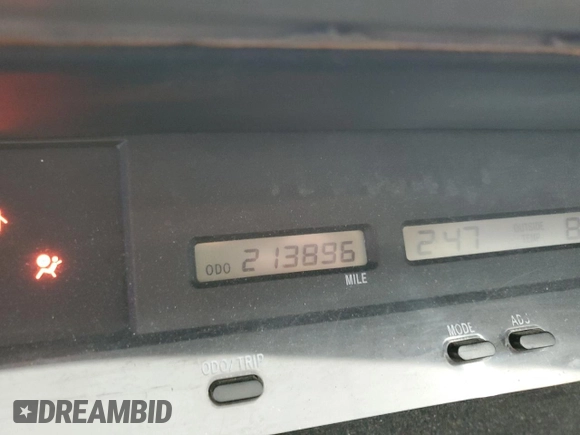 ODO 213896
MILE
247
ODO/TRIP
MODE
ADJ
DREAMBID